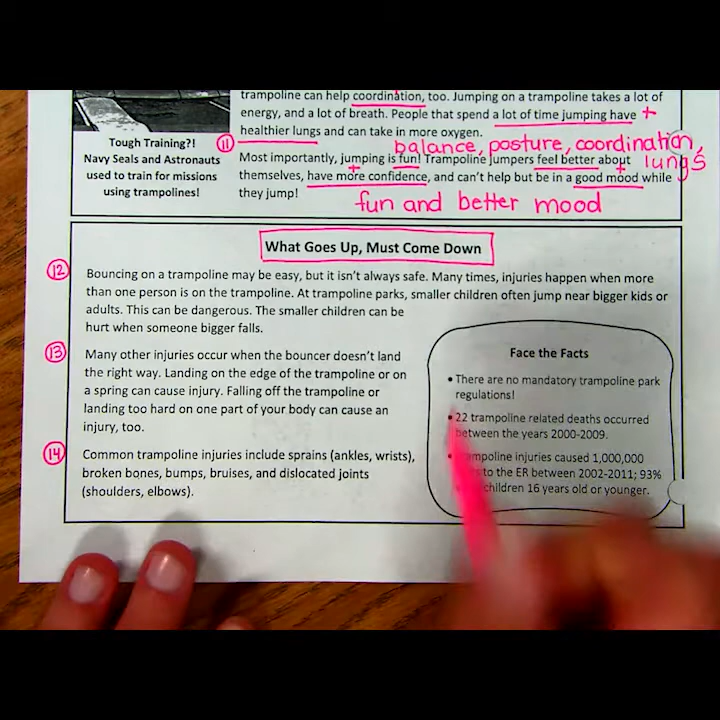 trampoline can help coordination, too. Jumping on a trampoline takes a lot of
energy, and a lot of breath. People that spend a lot of time jumping have +
healthier lungs and can take in more oxygen.
balance, posture, coordination,
lungs
Tough Training?!
Navy Seals and Astronauts
used to train for missions
using trampolines!
11
Most importantly, jumping is fun! Trampoline jumpers feel better about
themselves, have more confidence, and can't help but be in a good mood while
they jump!
+ +
fun and better mood
What Goes Up, Must Come Down
12
Bouncing on a trampoline may be easy, but it isn't always safe. Many times, injuries happen when more
than one person is on the trampoline. At trampoline parks, smaller children often jump near bigger kids or
adults. This can be dangerous. The smaller children can be
hurt when someone bigger falls.
13
Many other injuries occur when the bouncer doesn't land
the right way. Landing on the edge of the trampoline or on
a spring can cause injury. Falling off the trampoline or
landing too hard on one part of your body can cause an
injury, too.
14
Common trampoline injuries include sprains (ankles, wrists),
broken bones, bumps, bruises, and dislocated joints
(shoulders, elbows).
Face the Facts
• There are no mandatory trampoline park
regulations!
• 22 trampoline related deaths occurred
between the years 2000-2009.
• injuries caused 1,000,000
to the ER between 2002-2011; 93%
children 16 years old or younger.